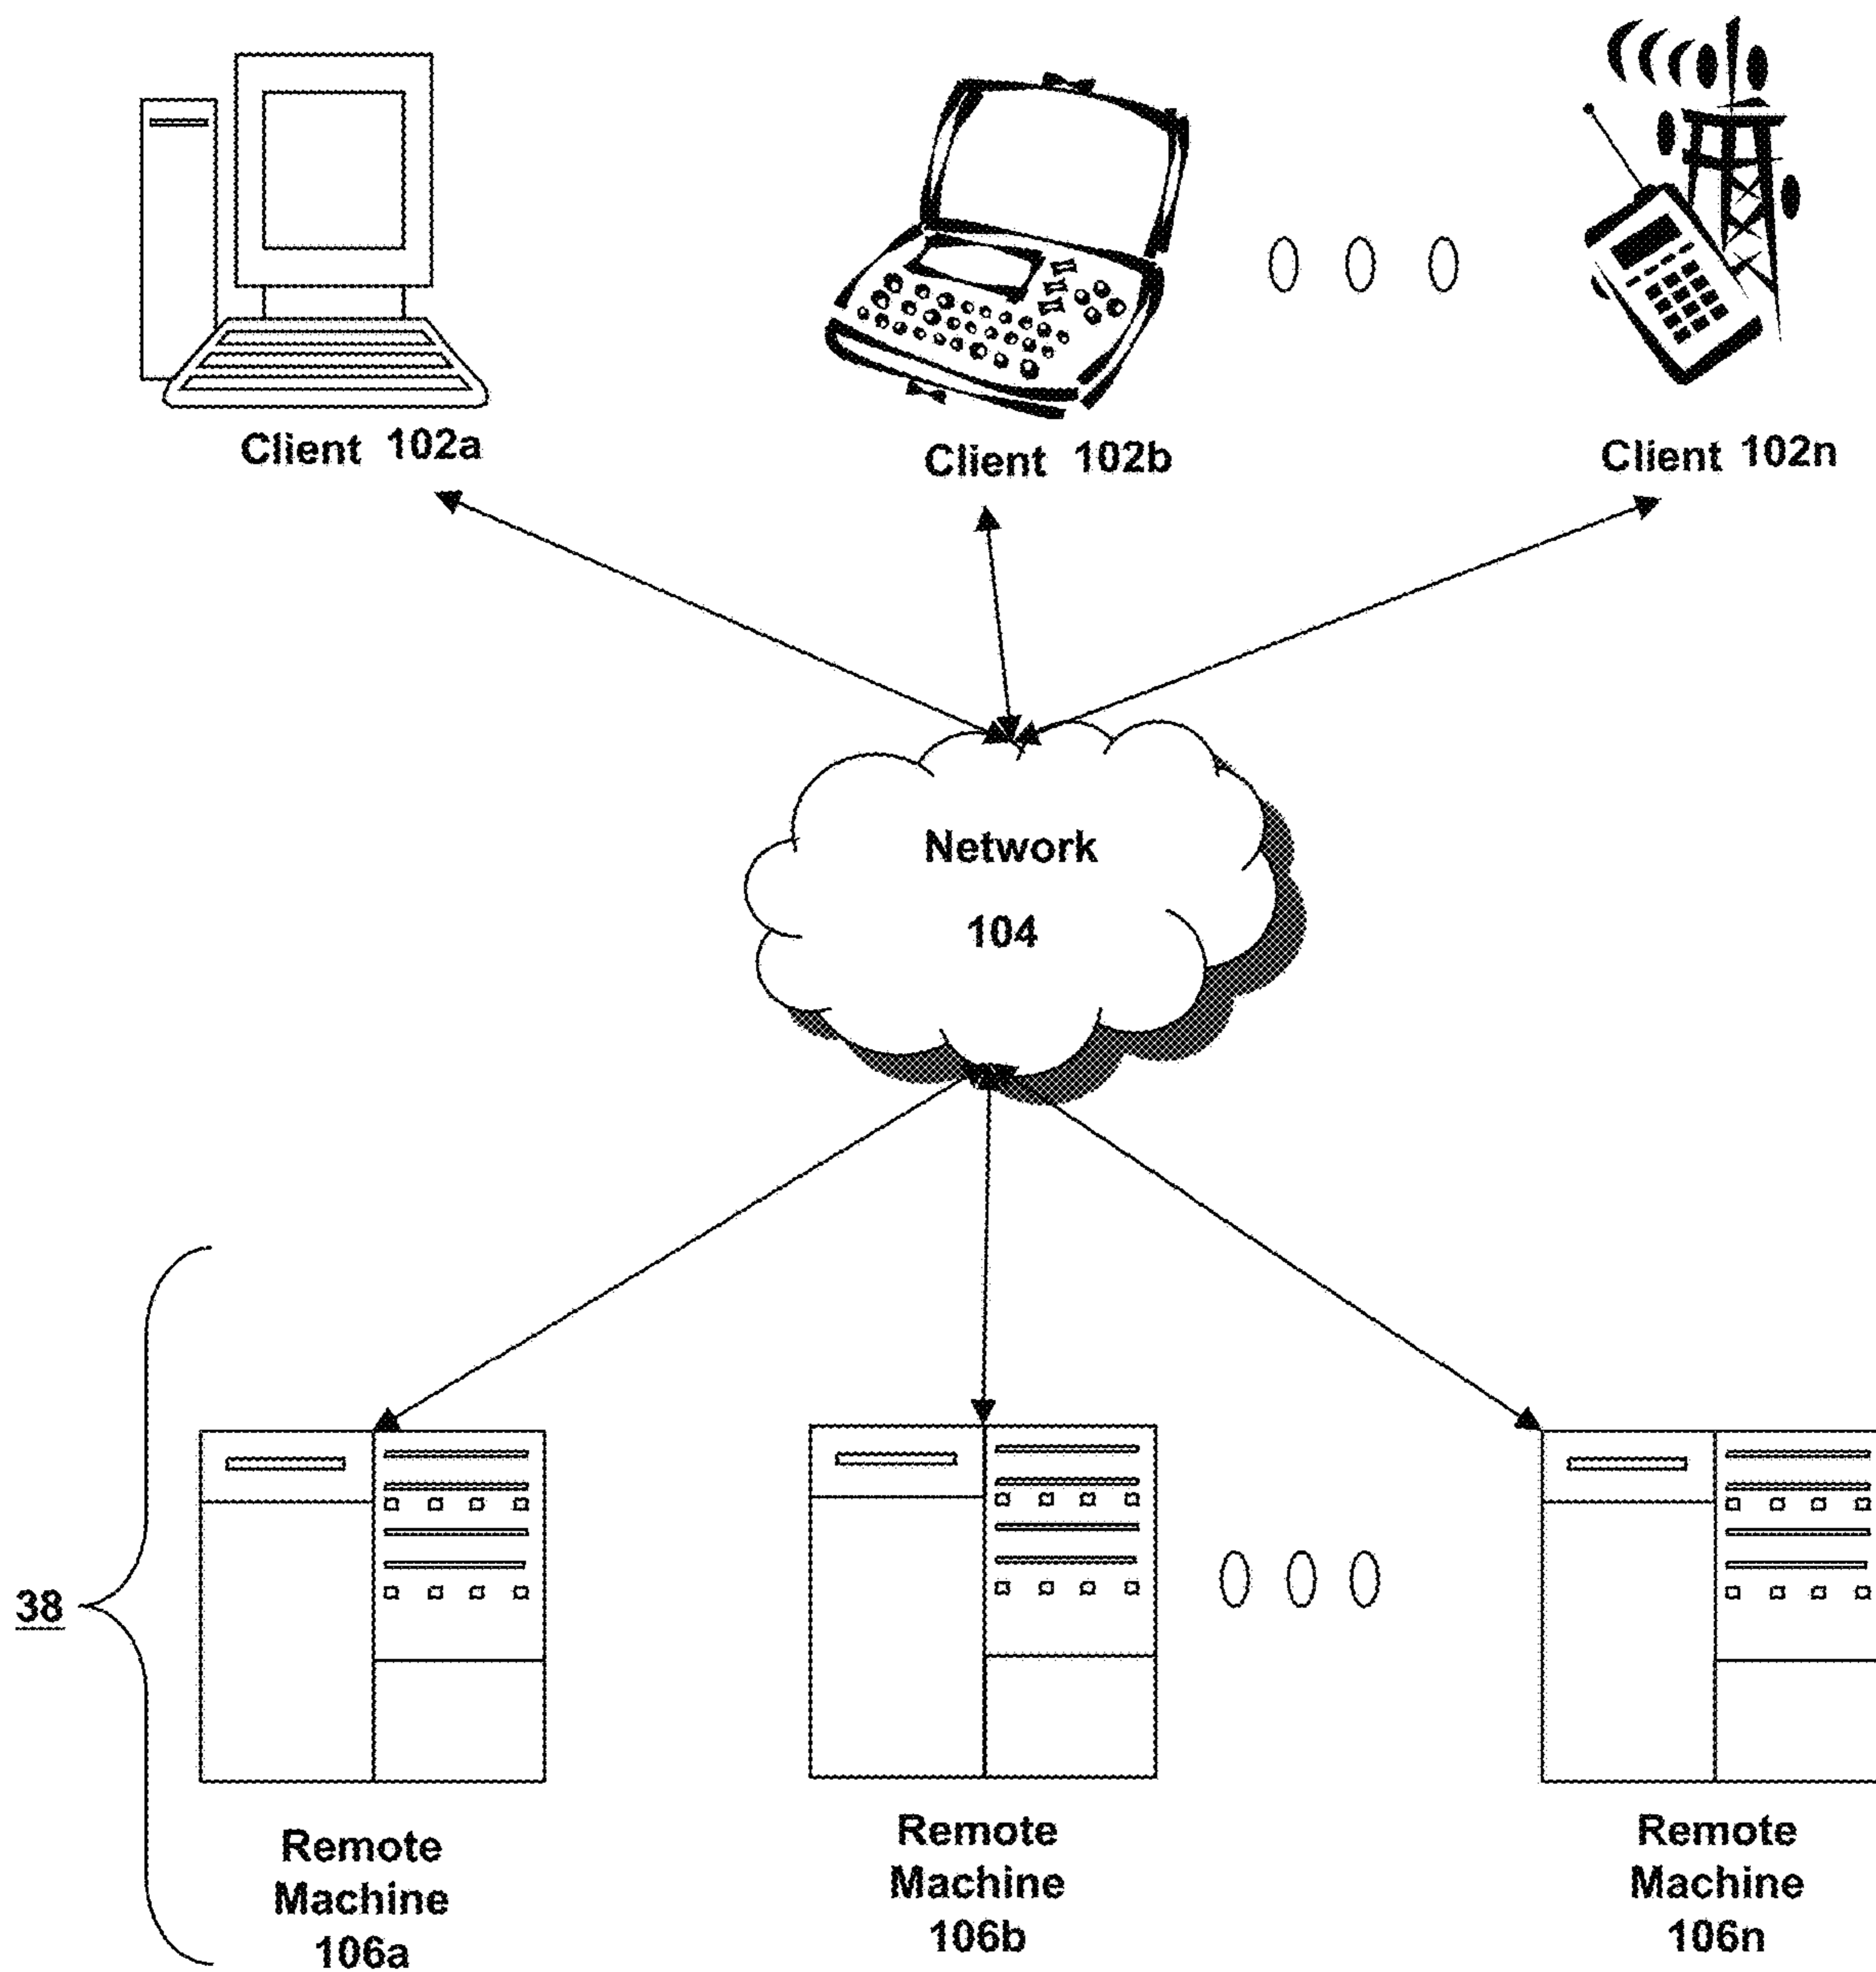 Client 102a
Client 102b
Client 102n
Network
104
38
Remote
Machine
106a
Remote
Machine
106b
Remote
Machine
106n